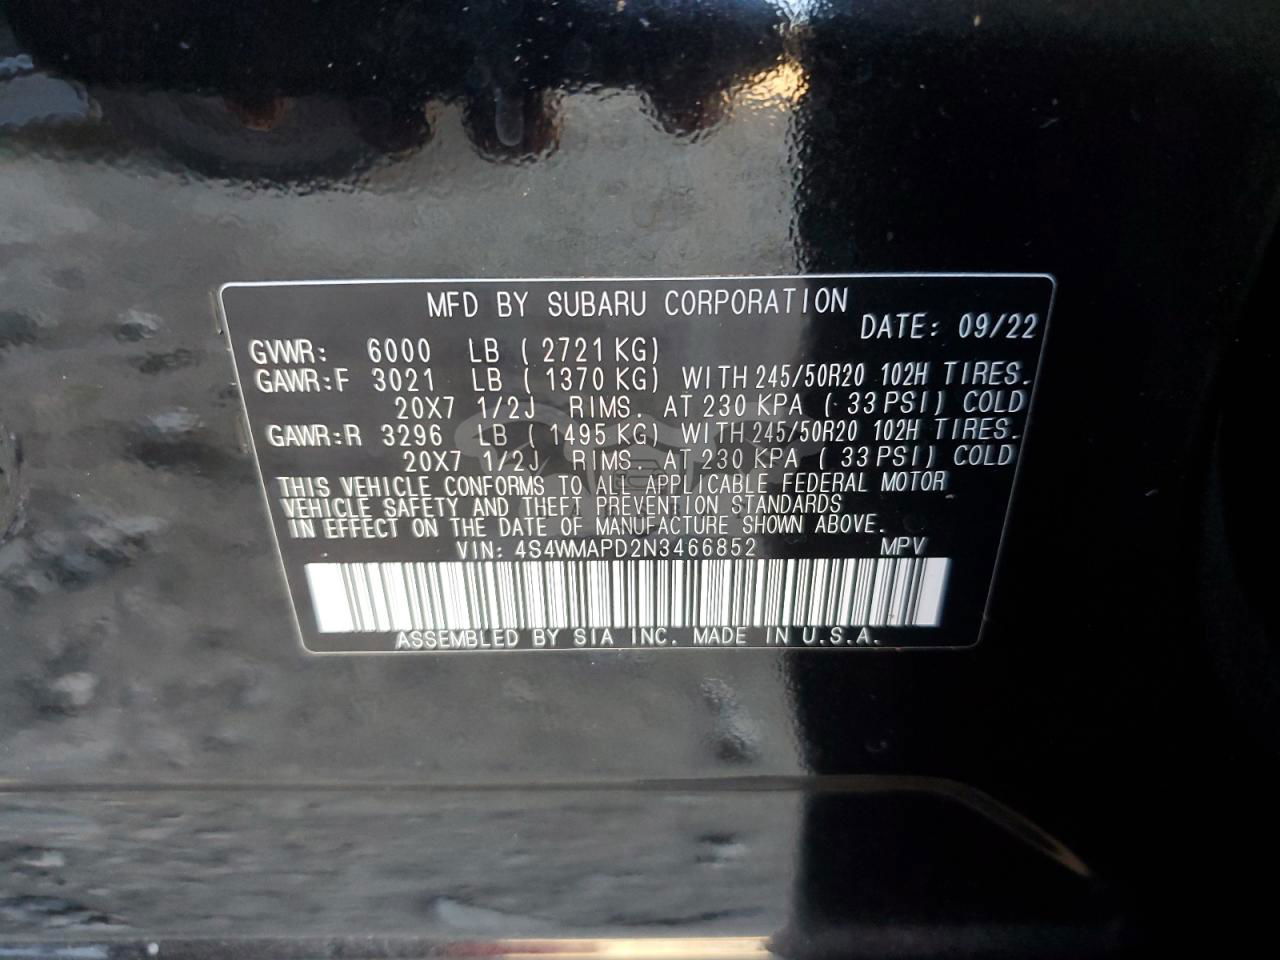 MFD BY SUBARU CORPORATION
DATE: 09/22
GVWR: 6000 LB ( 2721 KG)
GAWR:F 3021 LB ( 1370 KG) WITH 245/50R20 102H TIRES.
20X7 1/2J RIMS. AT 230 KPA ( 33 PSI) COLD
GAWR:R 3296 LB ( 1495 KG) WITH 245/50R20 102H TIRES.
20X7 1/2J RIMS. AT 230 KPA ( 33 PSI) COLD
THIS VEHICLE CONFORMS TO ALL APPLICABLE FEDERAL MOTOR
VEHICLE SAFETY AND THEFT PREVENTION STANDARDS
IN EFFECT ON THE DATE OF MANUFACTURE SHOWN ABOVE.
VIN: 4S4WMAPD2N3466852 MPV
ASSEMBLED BY SIA INC. MADE IN U.S.A.